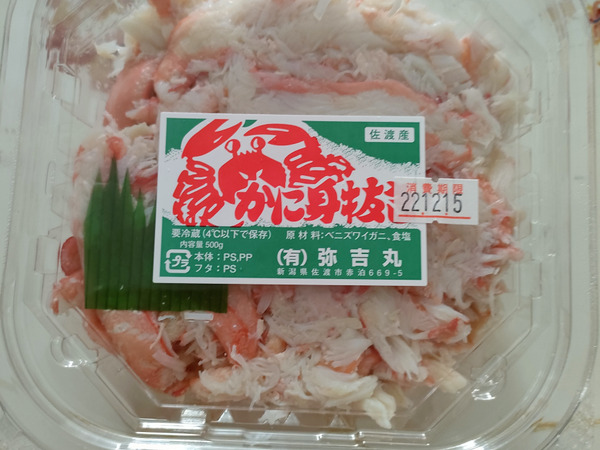 佐渡産
かに身抜き
消費期限
221215
要冷蔵(4℃以下で保存) 原材料:ベニズワイガニ、食塩
内容量500g
プラ
本体:PS,PP
フタ:PS
(有)弥吉丸
新潟県佐渡市赤泊669-5